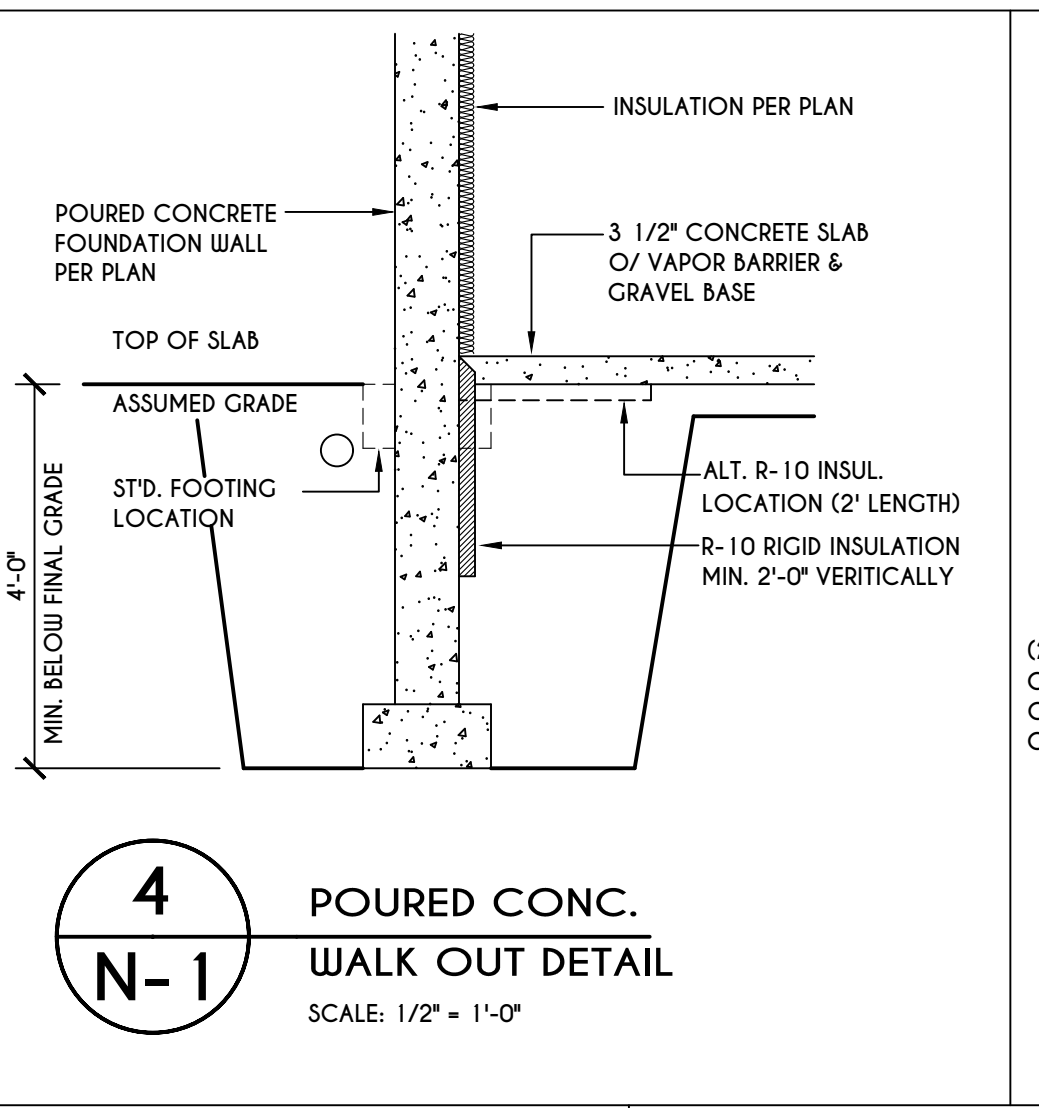 INSULATION PER PLAN
POURED CONCRETE
FOUNDATION WALL
PER PLAN
3 1/2" CONCRETE SLAB
O/ VAPOR BARRIER &
GRAVEL BASE
TOP OF SLAB
ASSUMED GRADE
ST'D. FOOTING
LOCATION
ALT. R-10 INSUL.
LOCATION (2' LENGTH)
R-10 RIGID INSULATION
MIN. 2'-0" VERITICALLY
4'-0"
MIN. BELOW FINAL GRADE
4
N-1
POURED CONC.
WALK OUT DETAIL
SCALE: 1/2" = 1'-0"